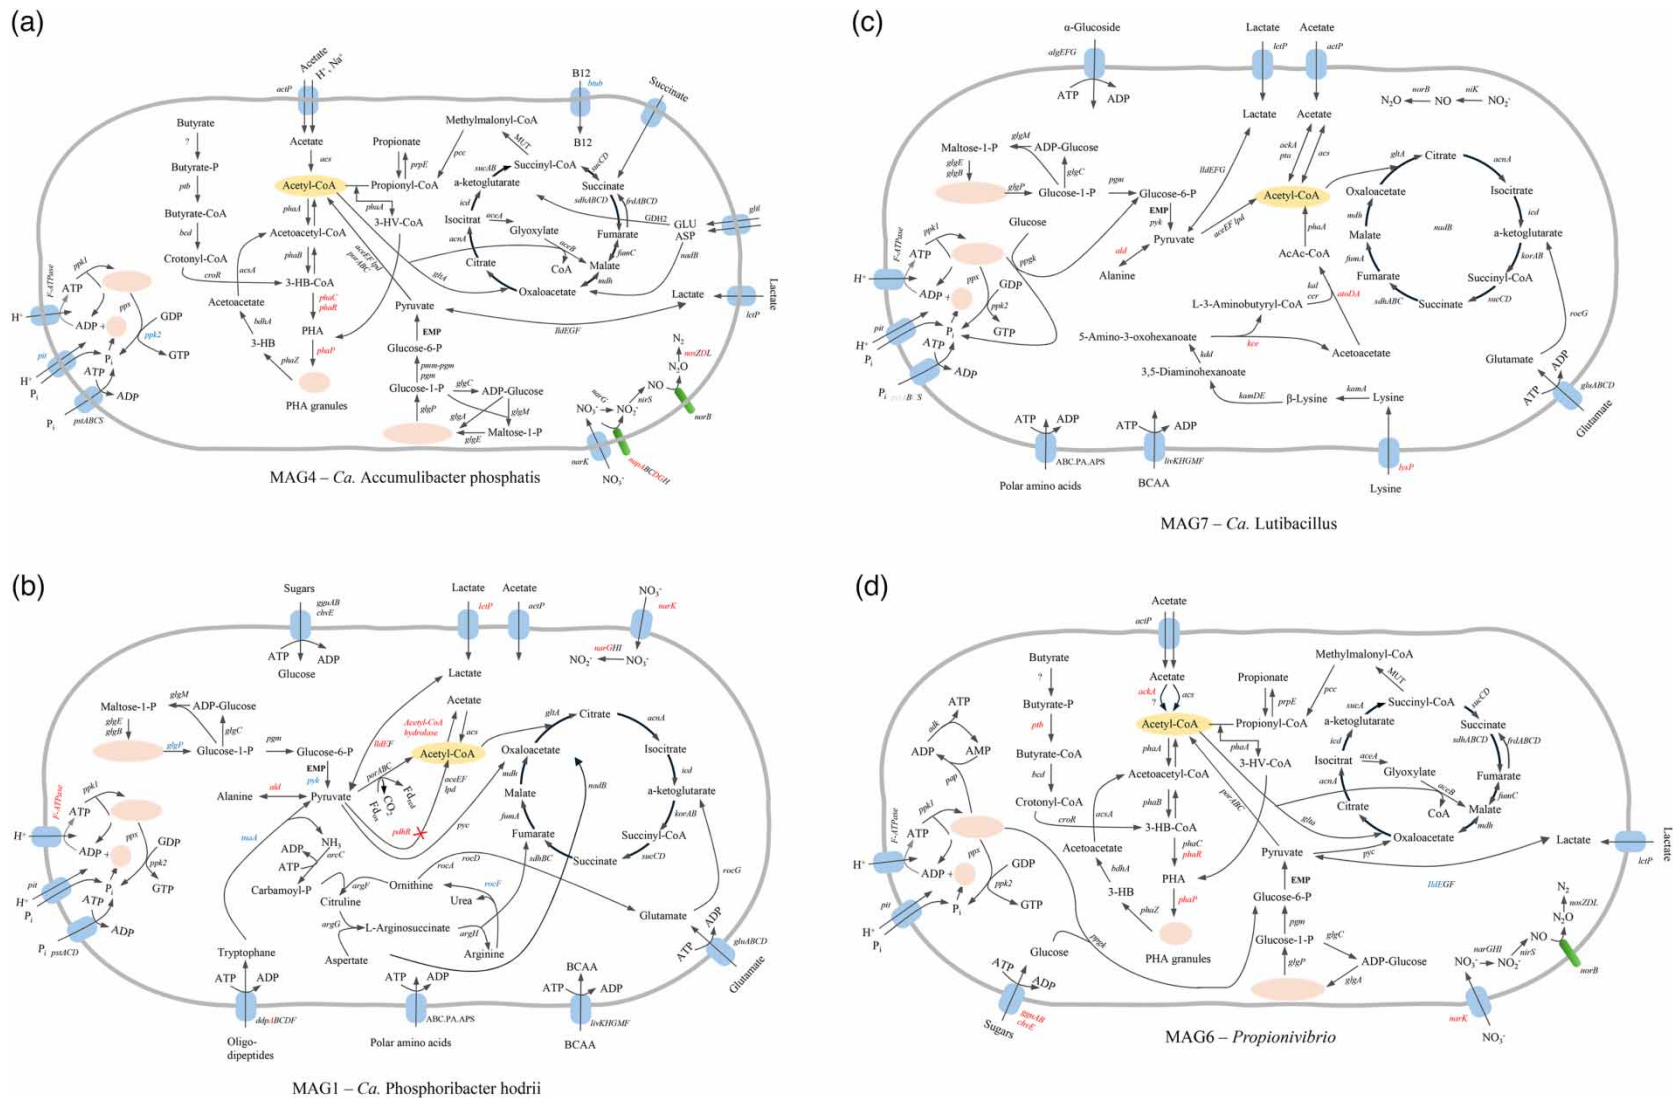 (a)
Acetate
H⁺, Na⁺
actP
B12
btub
B12
Succinate
Butyrate
?
Butyrate-P
ptb
Butyrate-CoA
bcd
Crotonyl-CoA
croR
Acetate
acs
Acetyl-CoA
phaA
Acetoacetyl-CoA
phaB
3-HB-CoA
phaC
phaR
PHA
phaP
PHA granules
phaZ
3-HB
bdhA
Acetoacetate
acsA
Propionate
prpE
Propionyl-CoA
phaA
3-HV-CoA
Methylmalonyl-CoA
pcc
MUT
Succinyl-CoA
sucCD
Succinate
sdhABCD
frdABCD
Fumarate
fumC
Malate
mdh
Oxaloacetate
gltA
Citrate
acnA
Isocitrate
icd
a-ketoglutarate
sucAB
aceA
Glyoxylate
aceB
CoA
GDH2
GLU
ASP
nadB
aceEF lpd
porABC
Pyruvate
EMP
Glucose-6-P
pmm-pgm
pgm
Glucose-1-P
glgC
ADP-Glucose
glgP
glgA
glgM
glgE
Maltose-1-P
Lactate
lctP
Lactate
lldEGF
F-ATPase
ppk1
ATP
ppx
ADP +
H⁺
pit
ppk2
GDP
GTP
Pi
ATP
ADP
H⁺
Pi
Pi
pstABCS
N2
nosZDL
N2O
NO
nirS
narG
NO3⁻
NO2⁻
norB
narK
napABCDGH
NO3⁻
MAG4 – Ca. Accumulibacter phosphatis
(c)
α-Glucoside
algEFG
ATP
ADP
Lactate
lctP
Acetate
actP
Lactate
Acetate
N2O
norB
NO
niK
NO2⁻
glgM
Maltose-1-P
ADP-Glucose
glgE
glgB
glgC
glgP
Glucose-1-P
pgm
Glucose-6-P
EMP
pyk
Pyruvate
ald
Alanine
lldEFG
aceEF lpd
ackA
pta
acs
Acetyl-CoA
gltA
Citrate
acnA
Isocitrate
icd
a-ketoglutarate
korAB
Succinyl-CoA
sucCD
Succinate
sdhABC
Fumarate
fumA
Malate
mdh
Oxaloacetate
nadB
phaA
AcAc-CoA
kal
ccr
atoDA
L-3-Aminobutyryl-CoA
5-Amino-3-oxohexanoate
kce
Acetoacetate
kdd
3,5-Diaminohexanoate
kamDE
β-Lysine
kamA
Lysine
lysP
Lysine
Glucose
ppgk
F-ATPase
ppk1
ATP
ppx
ADP +
H⁺
GDP
ppk2
GTP
pit
Pi
ATP
ADP
H⁺
Pi
rocG
Glutamate
ATP
ADP
gluABCD
Glutamate
ATP
ADP
ABC.PA.APS
Polar amino acids
ATP
ADP
livKHGMF
BCAA
MAG7 – Ca. Lutibacillus
(b)
Sugars
gguAB
chvE
ATP
ADP
Glucose
Lactate
lctP
Acetate
actP
NO3⁻
narK
narGHI
NO2⁻
NO3⁻
Lactate
glgM
Maltose-1-P
ADP-Glucose
glgE
glgB
glgC
glgP
Glucose-1-P
pgm
Glucose-6-P
EMP
pyk
ald
Alanine
Pyruvate
lldEF
Acetate
Acetyl-CoA
hydrolase
acs
Acetyl-CoA
porABC
CO2
Fdred
Fdox
aceEF
lpd
pdhR
pyc
gltA
Citrate
acnA
Isocitrate
icd
a-ketoglutarate
korAB
Succinyl-CoA
sucCD
Succinate
sdhBC
Fumarate
fumA
Malate
mdh
Oxaloacetate
nadB
tnaA
NH3
ADP
arcC
ATP
Carbamoyl-P
argF
Citruline
Ornithine
rocA
rocD
rocF
Urea
argG
L-Arginosuccinate
argH
Arginine
Aspertate
Glutamate
rocG
ATP
ADP
gluABCD
Glutamate
F-ATPase
ppk1
ATP
ppx
ADP +
H⁺
GDP
ppk2
GTP
pit
Pi
ATP
ADP
H⁺
Pi
Pi
pstACD
Tryptophane
ATP
ADP
ddpABCDF
Oligo-
dipeptides
ATP
ADP
ABC.PA.APS
Polar amino acids
BCAA
ATP
ADP
livKHGMF
BCAA
MAG1 – Ca. Phosphoribacter hodrii
(d)
Acetate
actP
Acetate
ackA
?
acs
Acetyl-CoA
Butyrate
?
Butyrate-P
ptb
Butyrate-CoA
bcd
Crotonyl-CoA
croR
phaA
Acetoacetyl-CoA
phaB
3-HB-CoA
phaC
phaR
PHA
phaP
PHA granules
phaZ
3-HB
bdhA
Acetoacetate
acsA
Propionate
prpE
Propionyl-CoA
phaA
3-HV-CoA
Methylmalonyl-CoA
pcc
MUT
Succinyl-CoA
sucCD
Succinate
sdhABCD
frdABCD
Fumarate
fumC
Malate
mdh
Oxaloacetate
glta
Citrate
acnA
Isocitrate
icd
a-ketoglutarate
sucA
aceA
Glyoxylate
aceB
CoA
porABC
pyc
Pyruvate
EMP
Glucose-6-P
pgm
Glucose-1-P
glgC
ADP-Glucose
glgP
glgA
Lactate
lctP
Lactate
lldEGF
ATP
adk
ADP
AMP
pap
F-ATPase
ppk1
ATP
ppx
ADP +
H⁺
GDP
ppk2
GTP
pit
Pi
H⁺
Pi
Glucose
ppgk
ATP
ADP
gguAB
chvE
Sugars
N2
nosZDL
N2O
NO
nirS
narGHI
NO3⁻
NO2⁻
norB
narK
NO3⁻
MAG6 – Propionivibrio